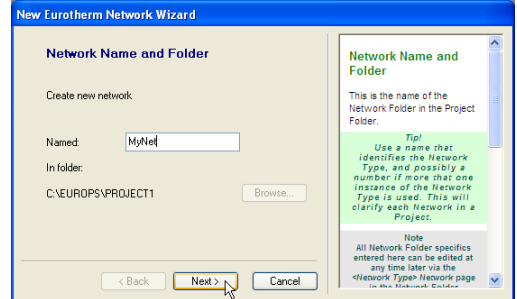 New Eurotherm Network Wizard
Network Name and Folder
Create new network
Named:
MyNet
In folder:
C:\EUROPS\PROJECT1
Browse...
< Back
Next >
Cancel
Network Name and
Folder
This is the name of the
Network Folder in the Project
Folder.
Tip!
Use a name that
identifies the Network
Type, and possibly a
number if more that one
instance of the Network
Type is used. This will
clarify each Network in a
Project.
Note
All Network Folder specifics
entered here can be edited at
any time later via the
<Network Type> Network page
in the Network Folder